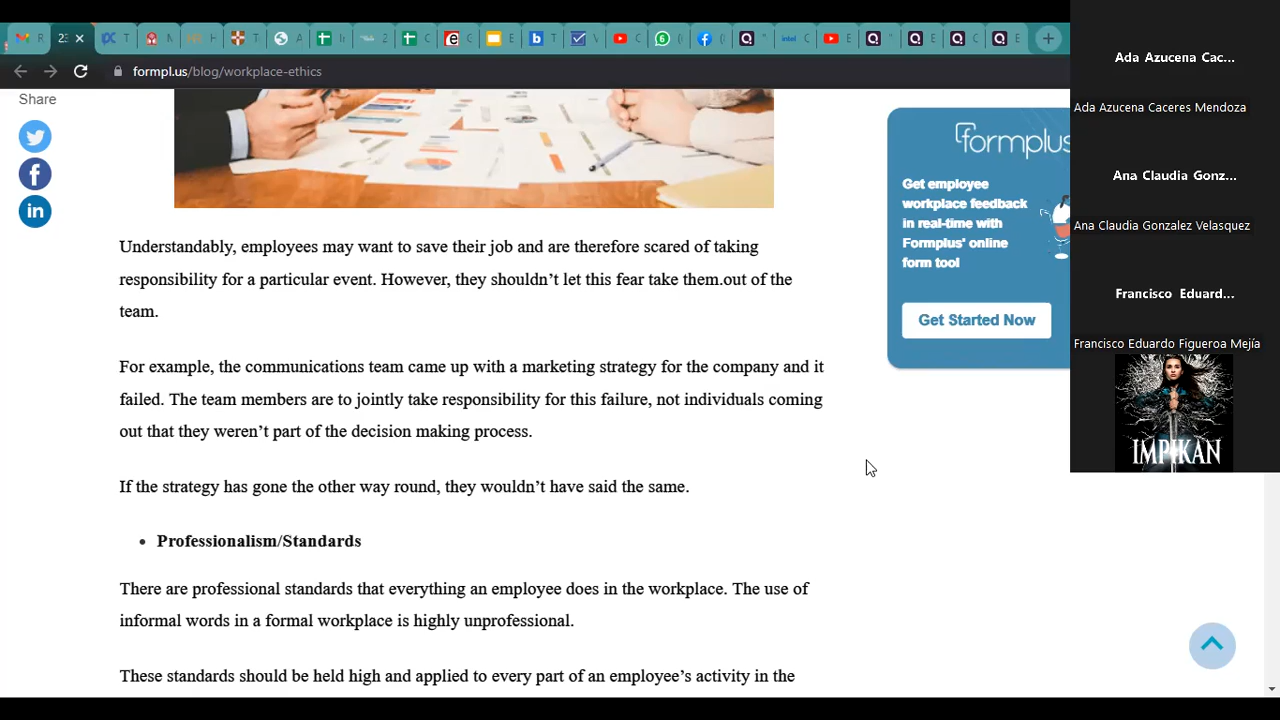 R
23
T
M
H
T
A
Ir
2
C
C
E
T
V
(
(
"
intel C
E
"
E
C
E
formpl.us/blog/workplace-ethics
Share
formplus
Get employee
workplace feedback
in real-time with
Formplus' online
form tool
Get Started Now
Understandably, employees may want to save their job and are therefore scared of taking
responsibility for a particular event. However, they shouldn’t let this fear take them.out of the
team.
For example, the communications team came up with a marketing strategy for the company and it
failed. The team members are to jointly take responsibility for this failure, not individuals coming
out that they weren’t part of the decision making process.
If the strategy has gone the other way round, they wouldn’t have said the same.
• Professionalism/Standards
There are professional standards that everything an employee does in the workplace. The use of
informal words in a formal workplace is highly unprofessional.
These standards should be held high and applied to every part of an employee’s activity in the
Ada Azucena Cac...
Ada Azucena Caceres Mendoza
Ana Claudia Gonz...
Ana Claudia Gonzalez Velasquez
Francisco Eduard...
Francisco Eduardo Figueroa Mejía
IMPIKAN